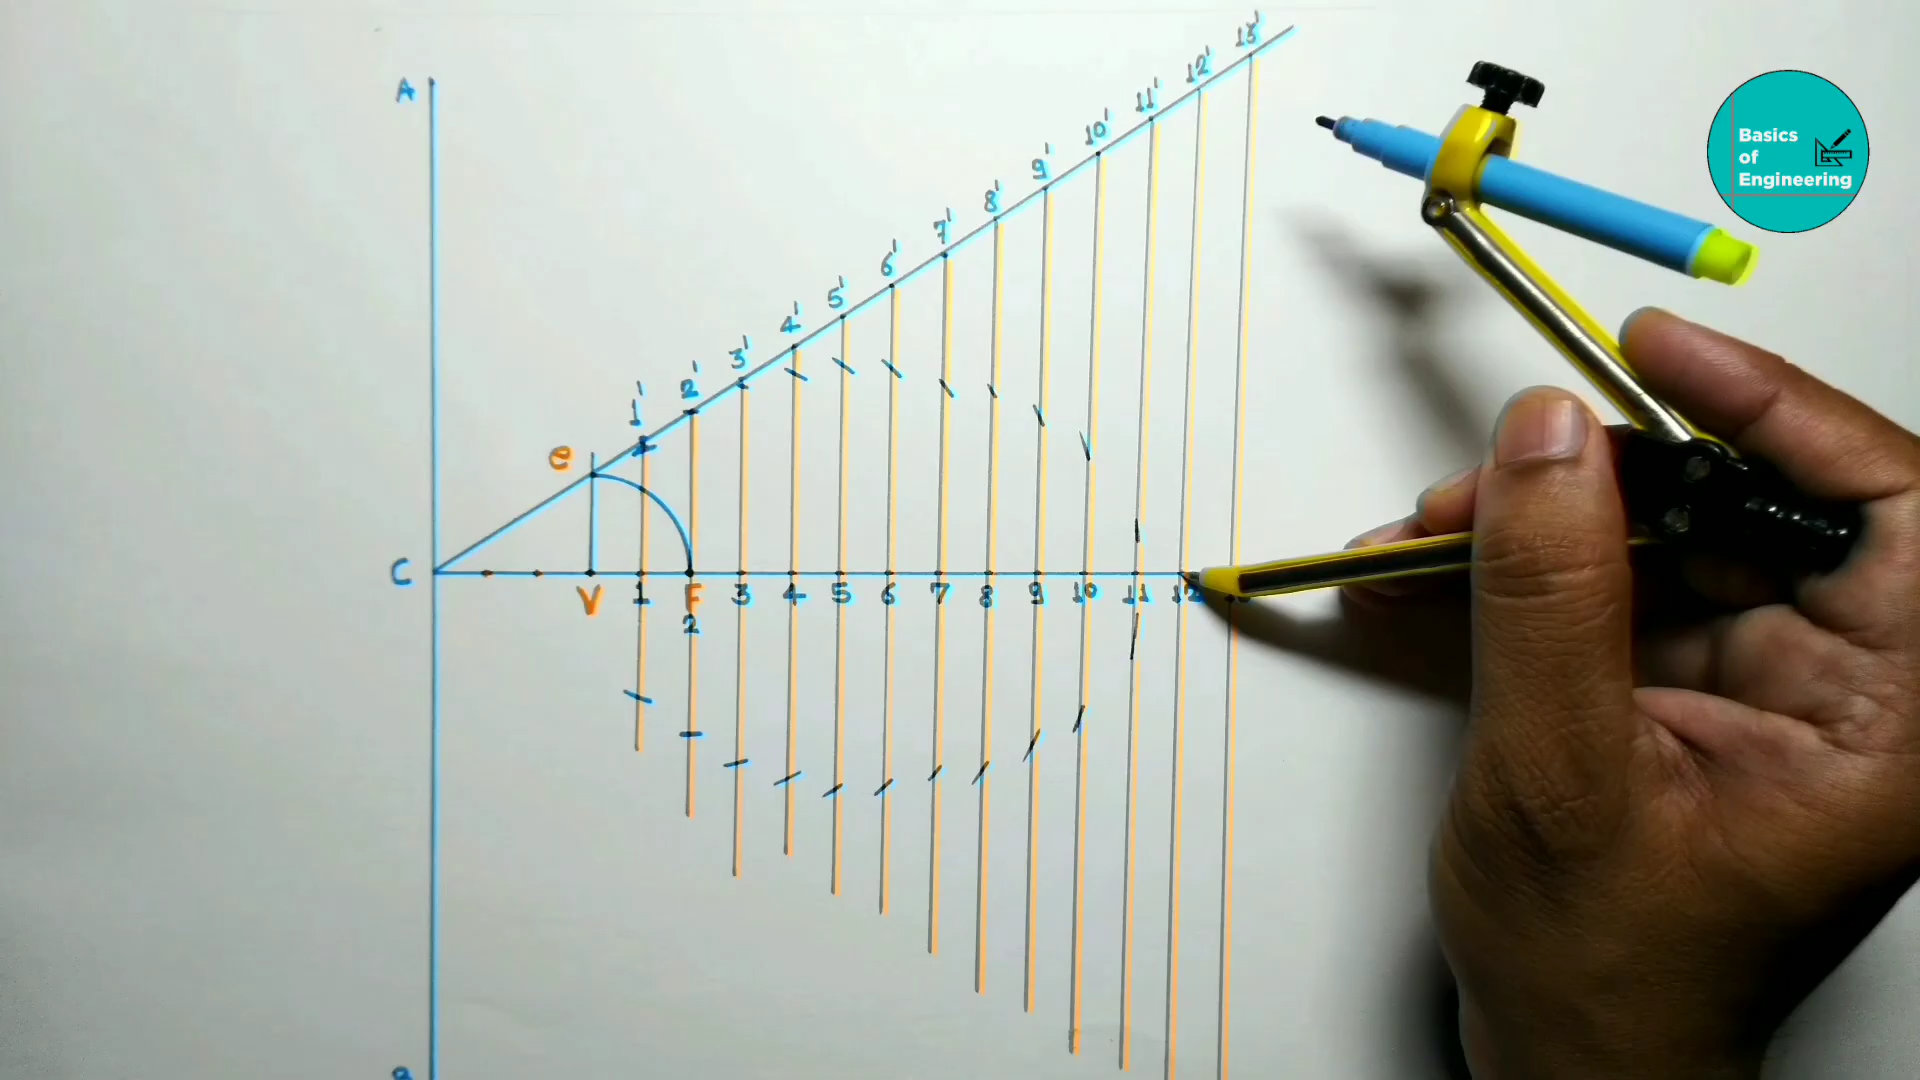 A
1' 2' 3' 4' 5' 6' 7' 8' 9' 10' 11' 12' 13'
e
C
V 1 F 3 4 5 6 7 8 9 10 11 12
2
Basics
of
Engineering